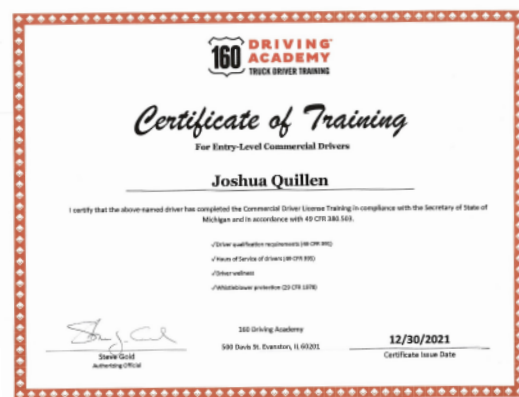 160 DRIVING
ACADEMY
TRUCK DRIVER TRAINING
Certificate of Training
For Entry-Level Commercial Drivers
Joshua Quillen
I certify that the above-named driver has completed the Commercial Driver License Training in compliance with the Secretary of State of
Michigan and in accordance with 49 CFR 380.503.
✓Driver qualification requirements (49 CFR 391)
✓Hours of Service of drivers (49 CFR 395)
✓Driver wellness
✓Whistleblower protection (29 CFR 1978)
160 Driving Academy
500 Davis St. Evanston, IL 60201
Steve Gold
Authorizing Official
12/30/2021
Certificate Issue Date